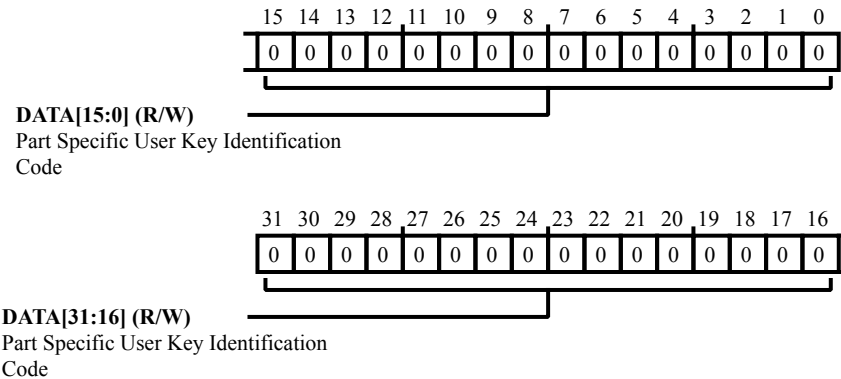 15 14 13 12 11 10 9 8 7 6 5 4 3 2 1 0
0 0 0 0 0 0 0 0 0 0 0 0 0 0 0 0
DATA[15:0] (R/W)
Part Specific User Key Identification
Code
31 30 29 28 27 26 25 24 23 22 21 20 19 18 17 16
0 0 0 0 0 0 0 0 0 0 0 0 0 0 0 0
DATA[31:16] (R/W)
Part Specific User Key Identification
Code